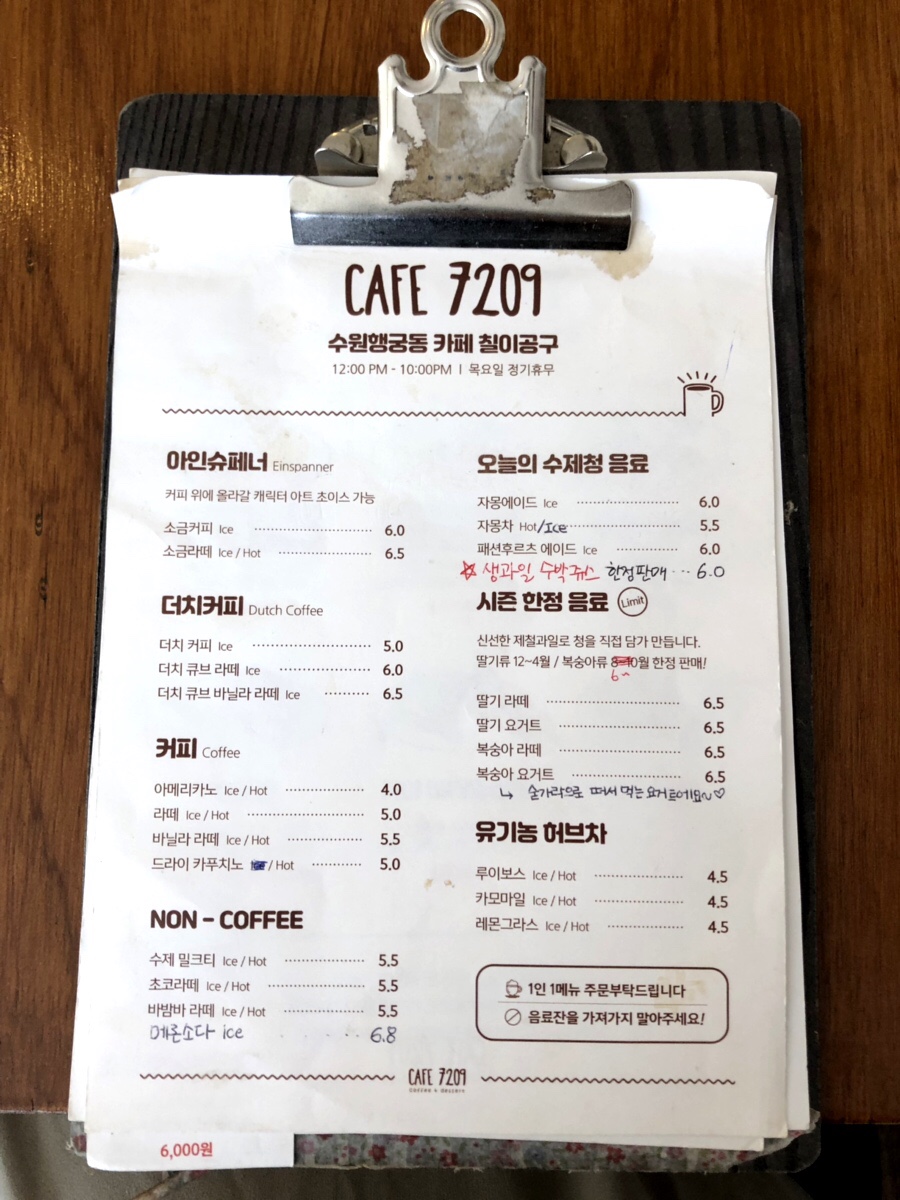 CAFE 7209
수원행궁동 카페 칠이공구
12:00 PM - 10:00PM | 목요일 정기휴무
아인슈페너 Einspanner
커피 위에 올라갈 캐릭터 아트 초이스 가능
소금커피 Ice 6.0
소금라떼 Ice / Hot 6.5
더치커피 Dutch Coffee
더치 커피 Ice 5.0
더치 큐브 라떼 Ice 6.0
더치 큐브 바닐라 라떼 Ice 6.5
커피 Coffee
아메리카노 Ice / Hot 4.0
라떼 Ice / Hot 5.0
바닐라 라떼 Ice / Hot 5.5
드라이 카푸치노 / Hot 5.0
NON - COFFEE
수제 밀크티 Ice / Hot 5.5
초코라떼 Ice / Hot 5.5
바밤바 라떼 Ice / Hot 5.5
메론소다 ice 6.8
오늘의 수제청 음료
자몽에이드 Ice 6.0
자몽차 Hot/Ice 5.5
패션후르츠 에이드 Ice 6.0
☆ 생과일 수박쥬스 한정판매 ... 6.0
시즌 한정 음료 Limit
신선한 제철과일로 청을 직접 담가 만듭니다.
딸기류 12~4월 / 복숭아류 8~10월 한정 판매!
6~
딸기 라떼 6.5
딸기 요거트 6.5
복숭아 라떼 6.5
복숭아 요거트 6.5
↳ 숟가락으로 떠서 먹는 요거트에요~♡
유기농 허브차
루이보스 Ice / Hot 4.5
카모마일 Ice / Hot 4.5
레몬그라스 Ice / Hot 4.5
1인 1메뉴 주문부탁드립니다
음료잔을 가져가지 말아주세요!
CAFE 7209
coffee & dessert
6,000원